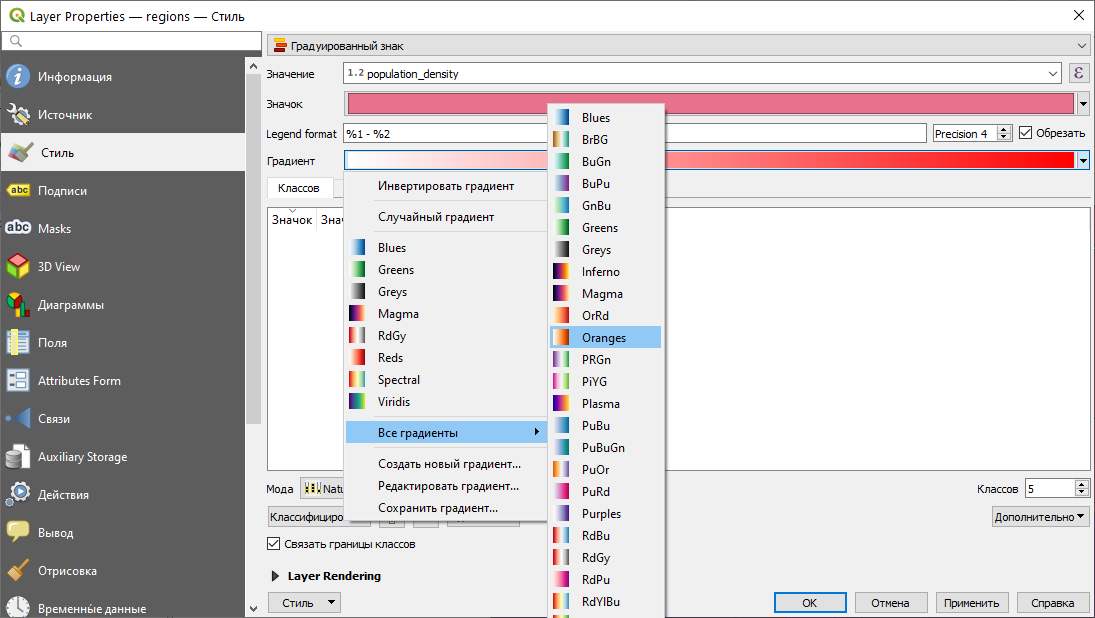 Layer Properties — regions — Стиль
Информация
Источник
Стиль
abc Подписи
abc Masks
3D View
Диаграммы
Поля
Attributes Form
Связи
Auxiliary Storage
Действия
Вывод
Отрисовка
Временны́е данные
Градуированный знак
Значение 1.2 population_density ε
Значок
Legend format %1 - %2 Precision 4 Обрезать
Градиент
Классов
Значок
Инвертировать градиент
Случайный градиент
Blues
Greens
Greys
Magma
RdGy
Reds
Spectral
Viridis
Все градиенты
Создать новый градиент...
Редактировать градиент...
Сохранить градиент...
Blues
BrBG
BuGn
BuPu
GnBu
Greens
Greys
Inferno
Magma
OrRd
Oranges
PRGn
PiYG
Plasma
PuBu
PuBuGn
PuOr
PuRd
Purples
RdBu
RdGy
RdPu
RdYlBu
Мода
Классов 5
Дополнительно
Связать границы классов
Layer Rendering
Стиль
OK Отмена Применить Справка